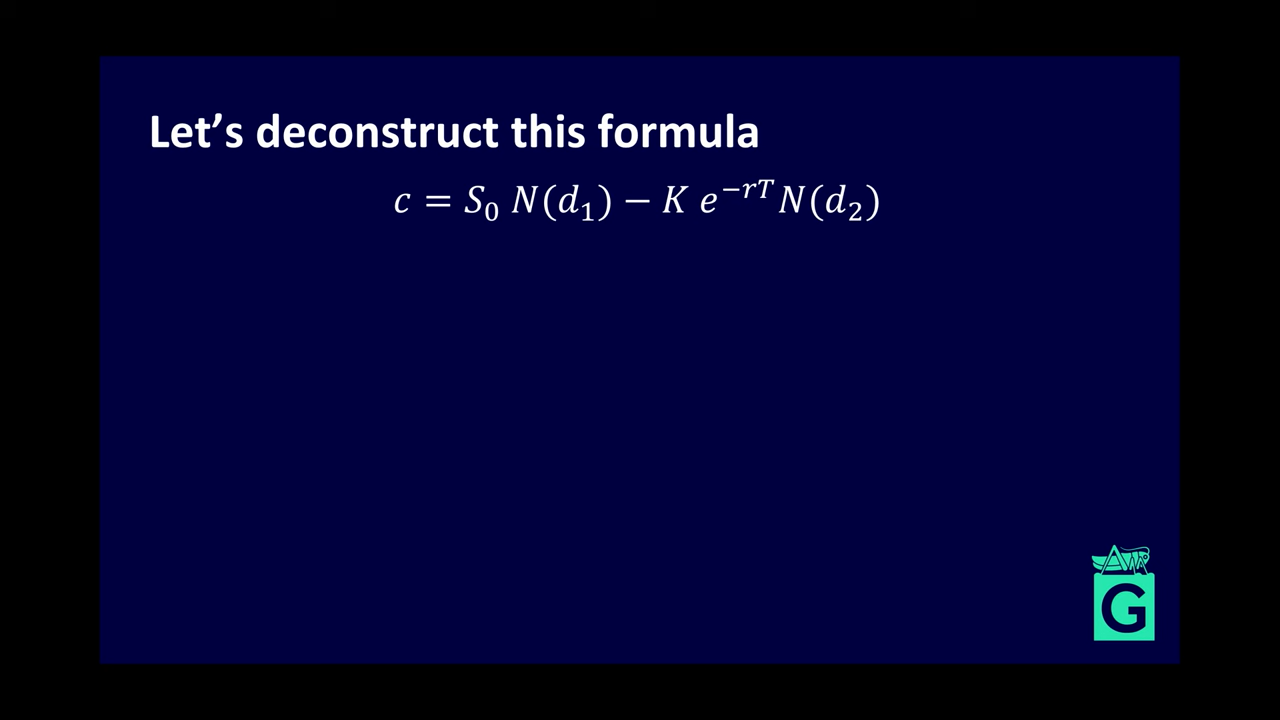 Let’s deconstruct this formula
c = S₀ N(d₁) − K e^{−rT} N(d₂)
G